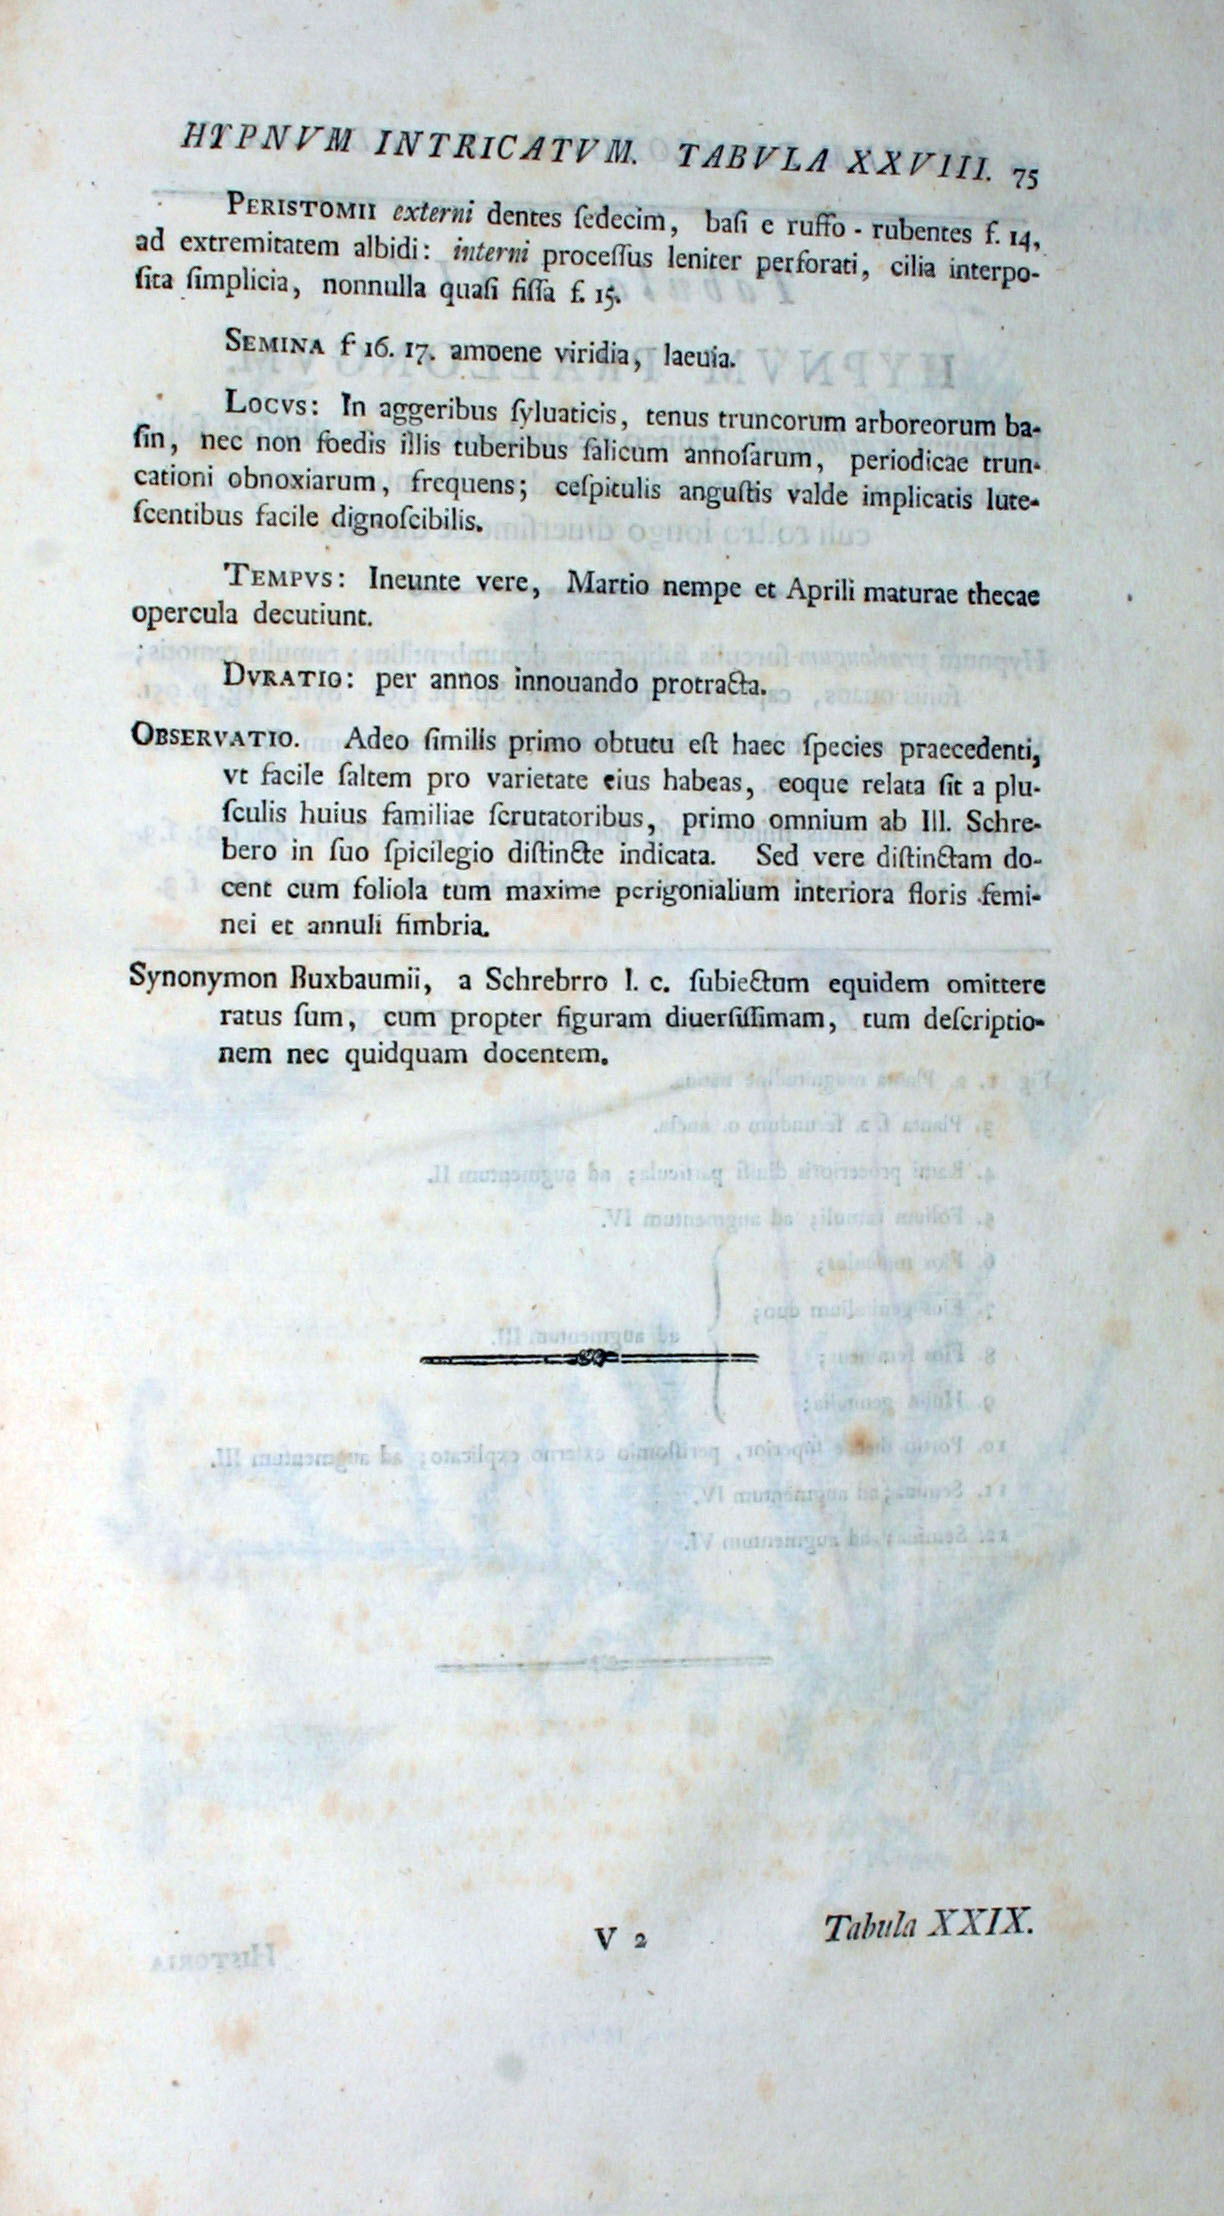 HYPNVM INTRICATVM. TABVLA XXVIII. 75
PERISTOMII externi dentes ſedecim, baſi e ruffo-rubentes f. 14,
ad extremitatem albidi: interni proceſſus leniter perforati, cilia interpo-
ſita ſimplicia, nonnulla quaſi fiſſa f. 15.
SEMINA f 16. 17. amoene viridia, laeuia.
LOCVS: In aggeribus ſyluaticis, tenus truncorum arboreorum ba-
ſin, nec non foedis illis tuberibus ſalicum annoſarum, periodicae trun-
cationi obnoxiarum, frequens; ceſpitulis anguſtis valde implicatis lute-
ſcentibus facile dignoſcibilis.
TEMPVS: Ineunte vere, Martio nempe et Aprili maturae thecae
opercula decutiunt.
DVRATIO: per annos innouando protracta.
OBSERVATIO. Adeo ſimilis primo obtutu eſt haec ſpecies praecedenti,
vt facile ſaltem pro varietate eius habeas, eoque relata ſit a plu-
ſculis huius familiae ſcrutatoribus, primo omnium ab Ill. Schre-
bero in ſuo ſpicilegio diſtincte indicata. Sed vere diſtinctam do-
cent cum foliola tum maxime perigonialium interiora floris femi-
nei et annuli fimbria.
Synonymon Buxbaumii, a Schrebrro l. c. ſubiectum equidem omittere
ratus ſum, cum propter figuram diuerſiſſimam, tum deſcriptio-
nem nec quidquam docentem.
V 2 Tabula XXIX.